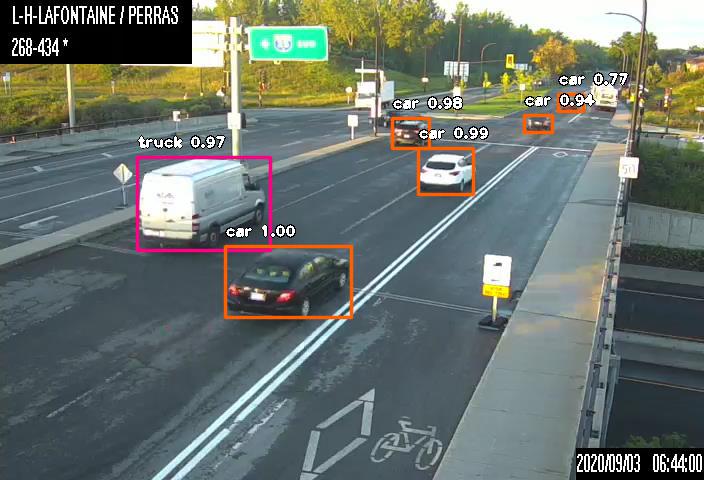 L-H-LAFONTAINE / PERRAS
268-434 *
car 0.77
car 0.98
car 0.94
car 0.99
truck 0.97
50
car 1.00
2020/09/03 06:44:00